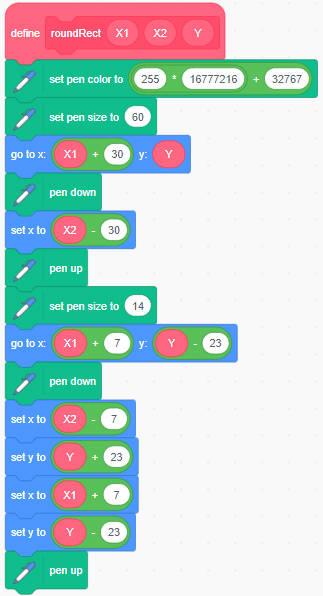 define roundRect X1 X2 Y
set pen color to 255 * 16777216 + 32767
set pen size to 60
go to x: X1 + 30 y: Y
pen down
set x to X2 - 30
pen up
set pen size to 14
go to x: X1 + 7 y: Y - 23
pen down
set x to X2 - 7
set y to Y + 23
set x to X1 + 7
set y to Y - 23
pen up